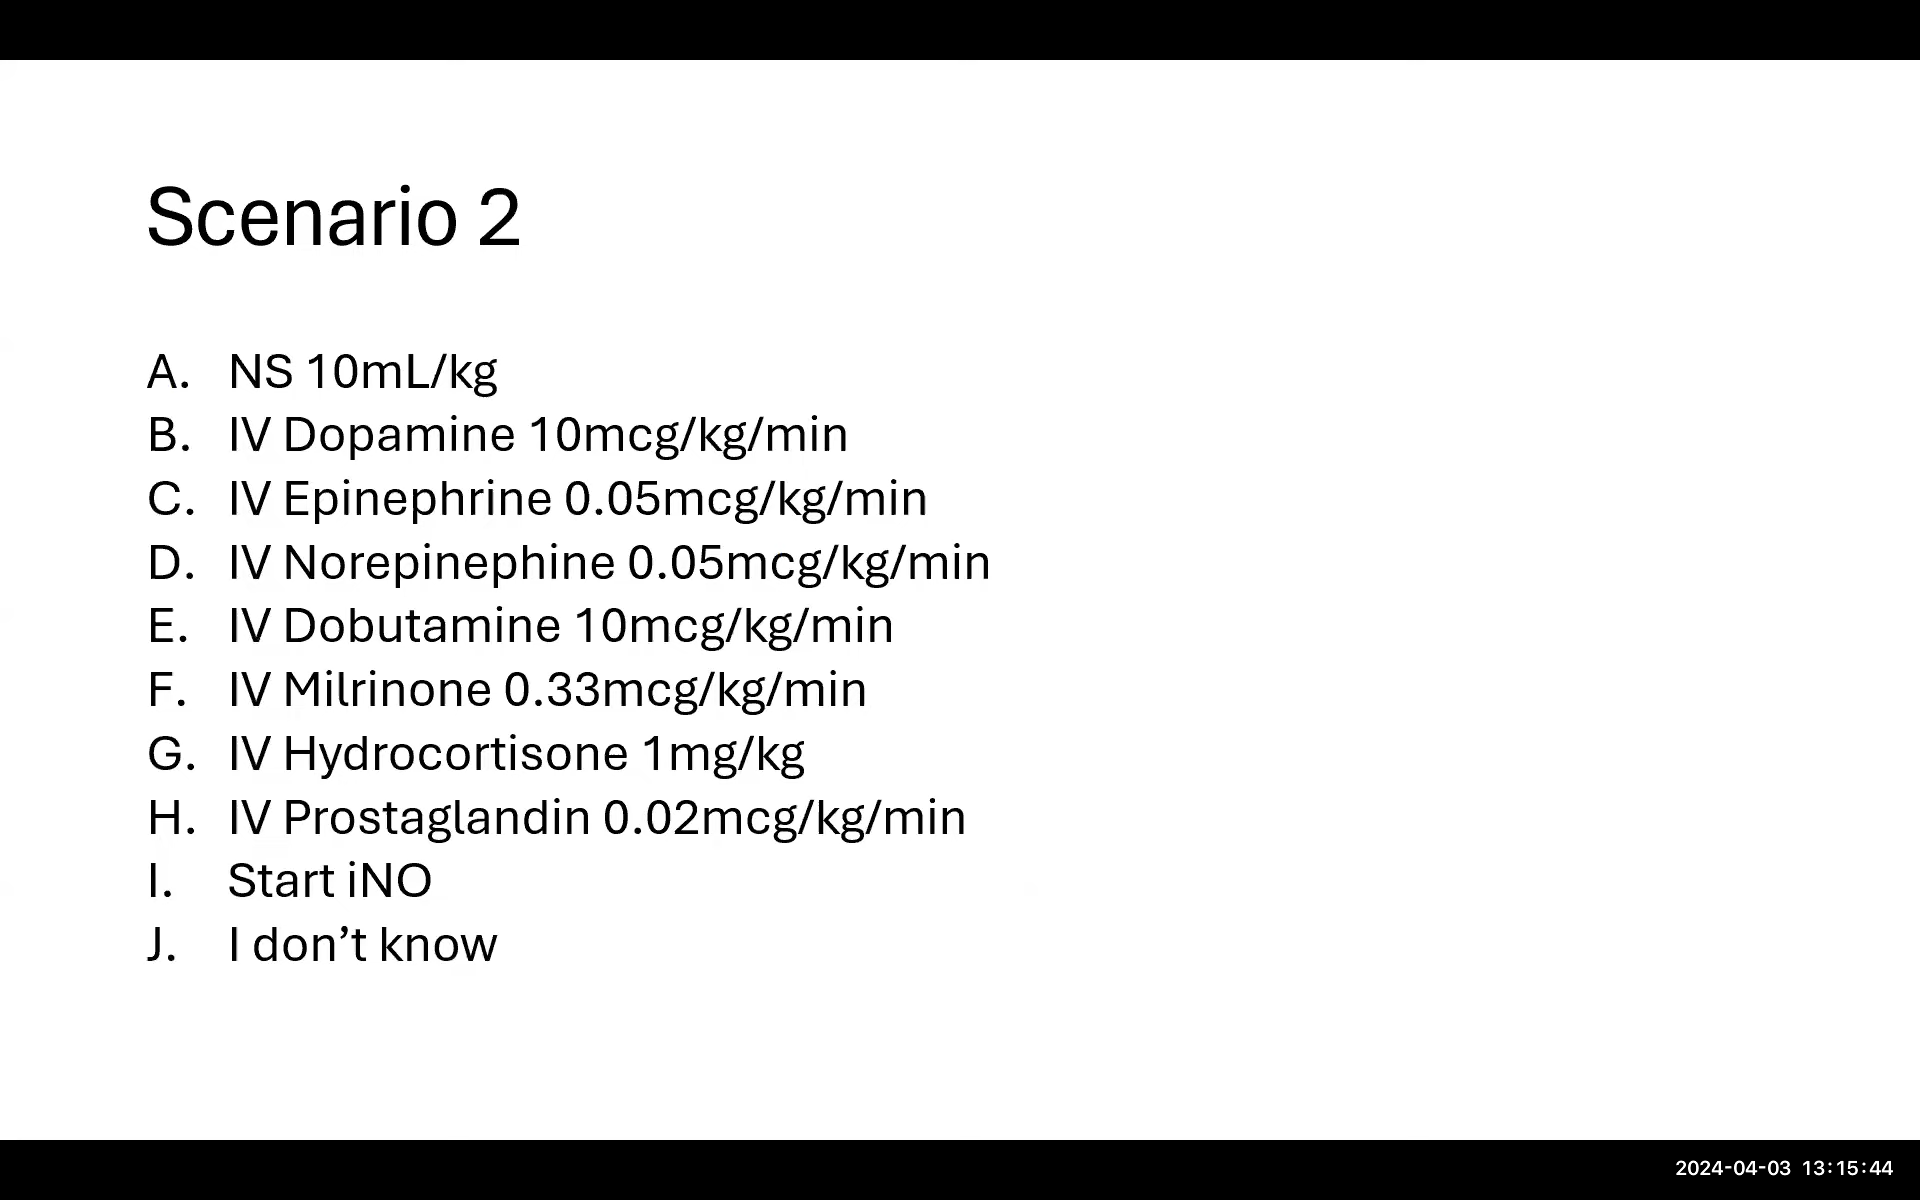 Scenario 2
A. NS 10mL/kg
B. IV Dopamine 10mcg/kg/min
C. IV Epinephrine 0.05mcg/kg/min
D. IV Norepinephine 0.05mcg/kg/min
E. IV Dobutamine 10mcg/kg/min
F. IV Milrinone 0.33mcg/kg/min
G. IV Hydrocortisone 1mg/kg
H. IV Prostaglandin 0.02mcg/kg/min
I. Start iNO
J. I don’t know
2024-04-03 13:15:44